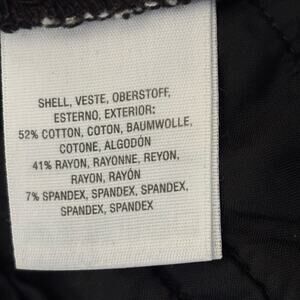 SHELL, VESTE, OBERSTOFF,
ESTERNO, EXTERIOR:
52% COTTON, COTON, BAUMWOLLE,
COTONE, ALGODÓN
41% RAYON, RAYONNE, REYON,
RAYON, RAYÓN
7% SPANDEX, SPANDEX, SPANDEX,
SPANDEX, SPANDEX